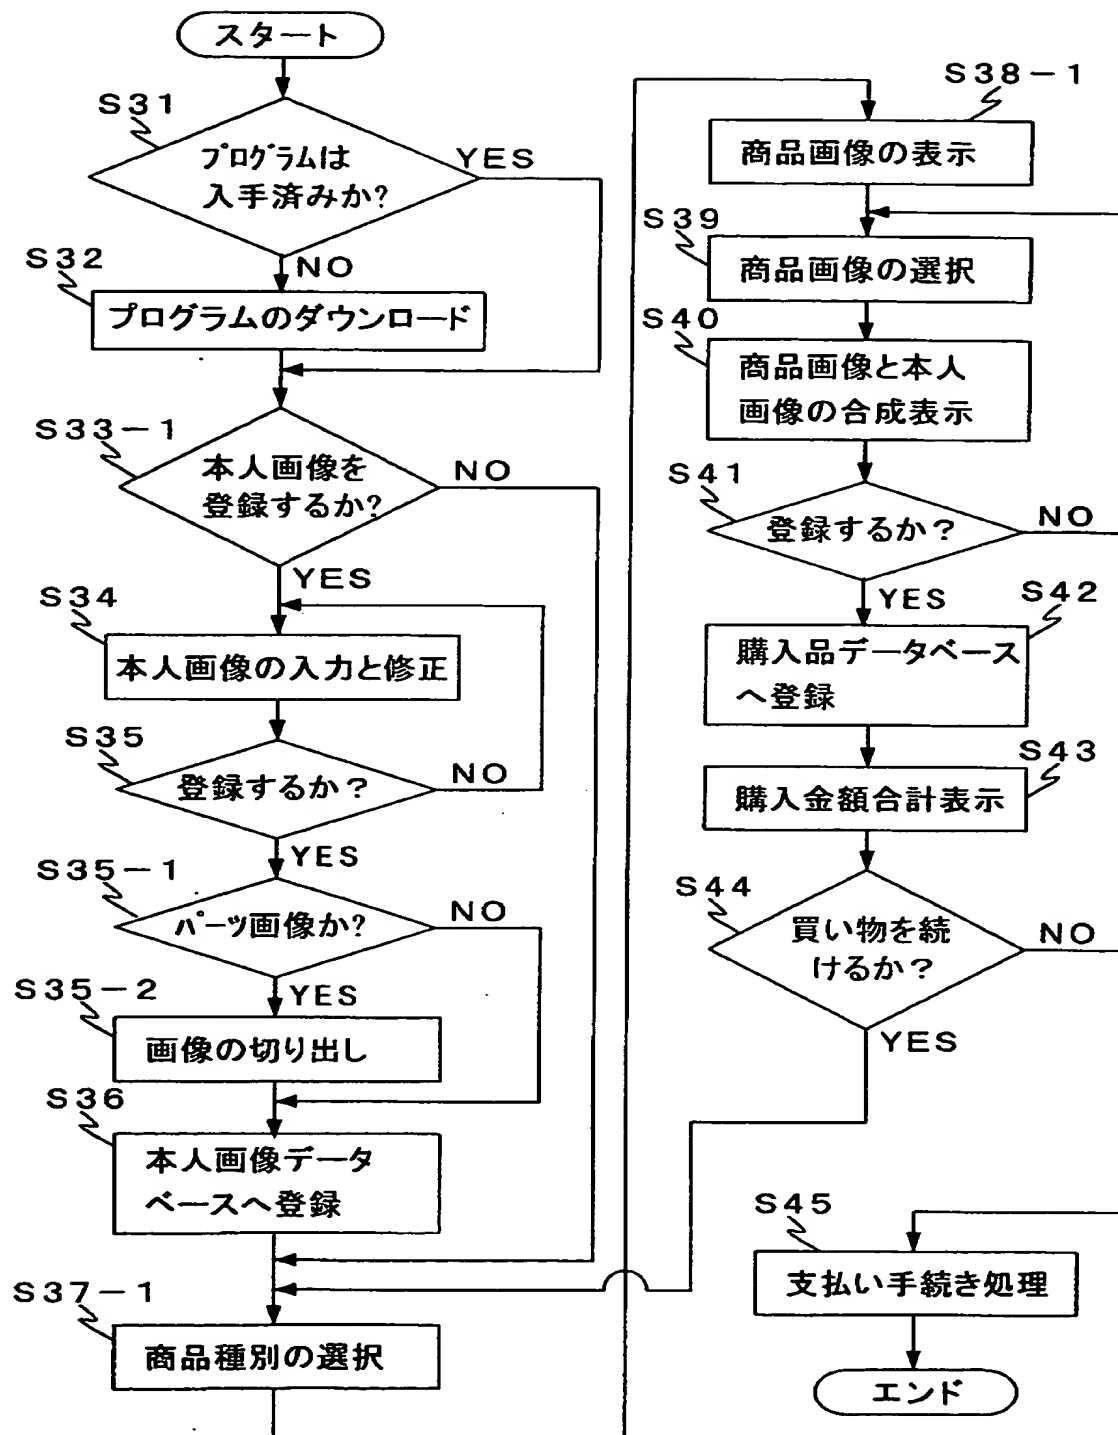 スタート
S31
プログラムは
入手済みか?
YES
NO
S32
プログラムのダウンロード
S33-1
本人画像を
登録するか?
NO
YES
S34
本人画像の入力と修正
S35
登録するか?
NO
YES
S35-1
パーツ画像か?
NO
YES
S35-2
画像の切り出し
S36
本人画像データ
ベースへ登録
S37-1
商品種別の選択
S38-1
商品画像の表示
S39
商品画像の選択
S40
商品画像と本人
画像の合成表示
S41
登録するか?
NO
YES
S42
購入品データベース
へ登録
S43
購入金額合計表示
S44
買い物を続
けるか?
NO
YES
S45
支払い手続き処理
エンド